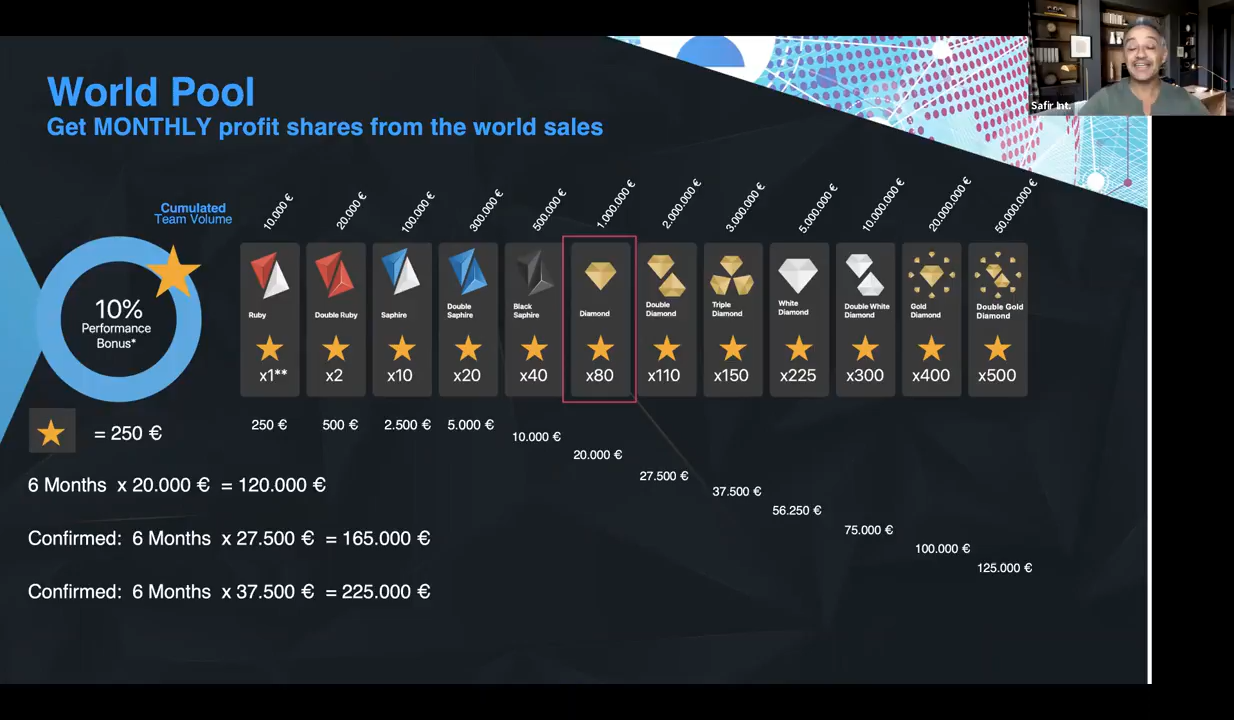 World Pool
Get MONTHLY profit shares from the world sales
Safir Int.
Cumulated
Team Volume
10.000 €
20.000 €
100.000 €
300.000 €
500.000 €
1.000.000 €
2.000.000 €
3.000.000 €
5.000.000 €
10.000.000 €
20.000.000 €
50.000.000 €
10%
Performance
Bonus*
Ruby
Double Ruby
Saphire
Double
Saphire
Black
Saphire
Diamond
Double
Diamond
Triple
Diamond
White
Diamond
Double White
Diamond
Gold
Diamond
Double Gold
Diamond
x1**
x2
x10
x20
x40
x80
x110
x150
x225
x300
x400
x500
= 250 €
250 €
500 €
2.500 €
5.000 €
10.000 €
20.000 €
27.500 €
37.500 €
56.250 €
75.000 €
100.000 €
125.000 €
6 Months x 20.000 € = 120.000 €
Confirmed: 6 Months x 27.500 € = 165.000 €
Confirmed: 6 Months x 37.500 € = 225.000 €